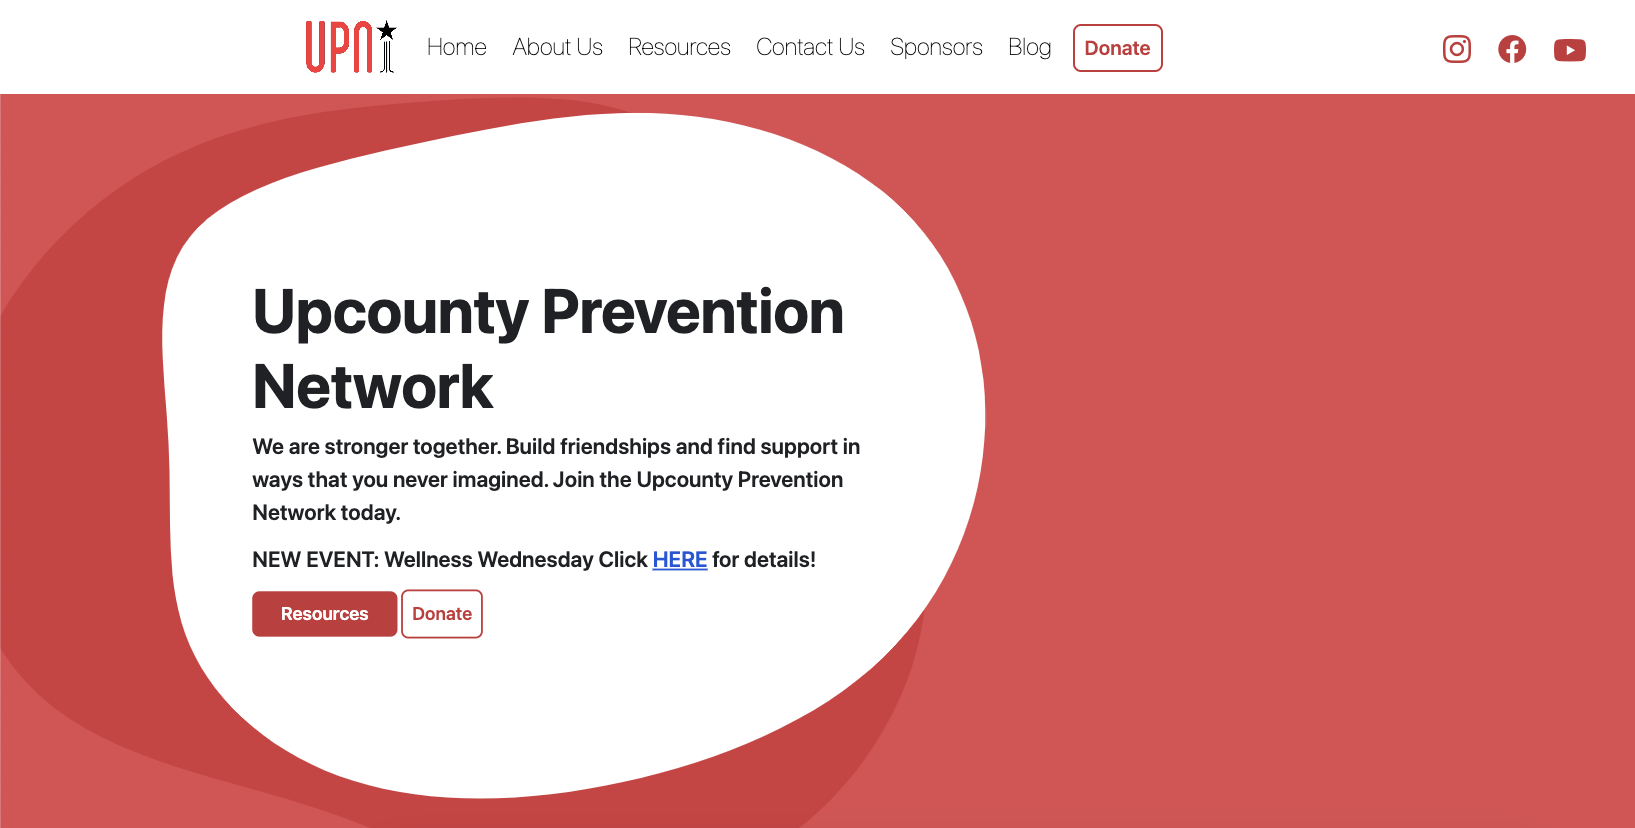 UPNI
Home About Us Resources Contact Us Sponsors Blog Donate
Upcounty Prevention
Network
We are stronger together. Build friendships and find support in
ways that you never imagined. Join the Upcounty Prevention
Network today.
NEW EVENT: Wellness Wednesday Click HERE for details!
Resources Donate